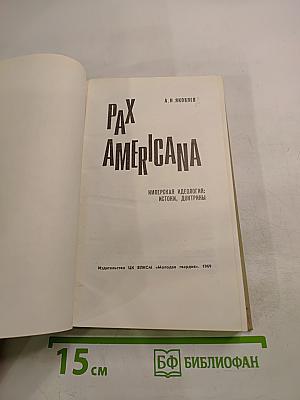 А. Н. ЯКОВЛЕВ
PAX
AMERICANA
ИМПЕРСКАЯ ИДЕОЛОГИЯ:
ИСТОКИ, ДОКТРИНЫ
Издательство ЦК ВЛКСМ «Молодая гвардия», 1969
15 см
БФ БИБЛИОФАН